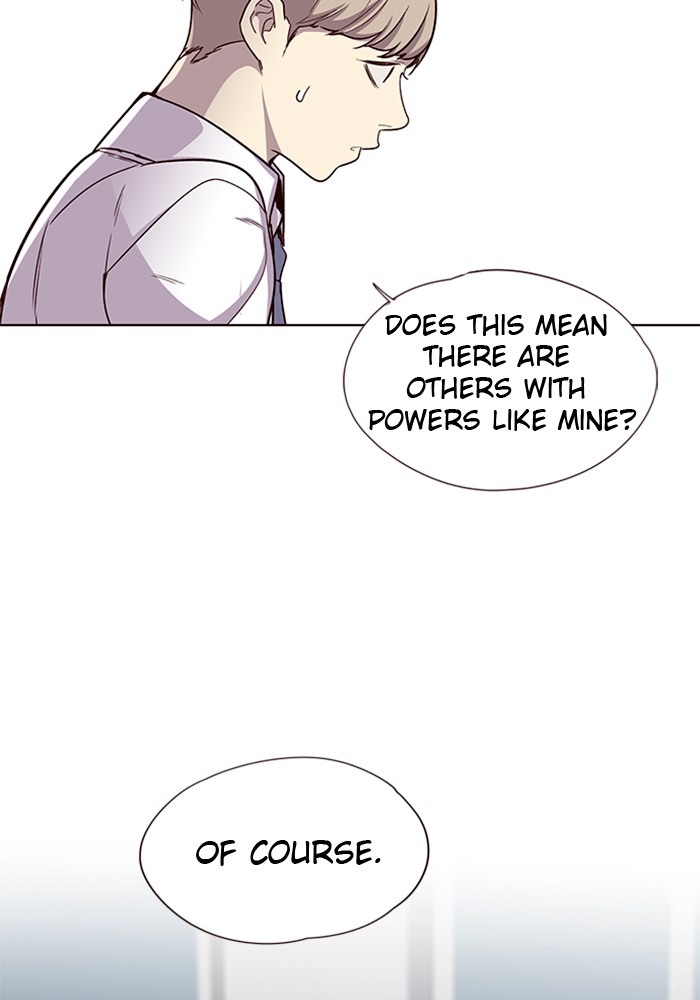 DOES THIS MEAN
THERE ARE
OTHERS WITH
POWERS LIKE MINE?
OF COURSE.